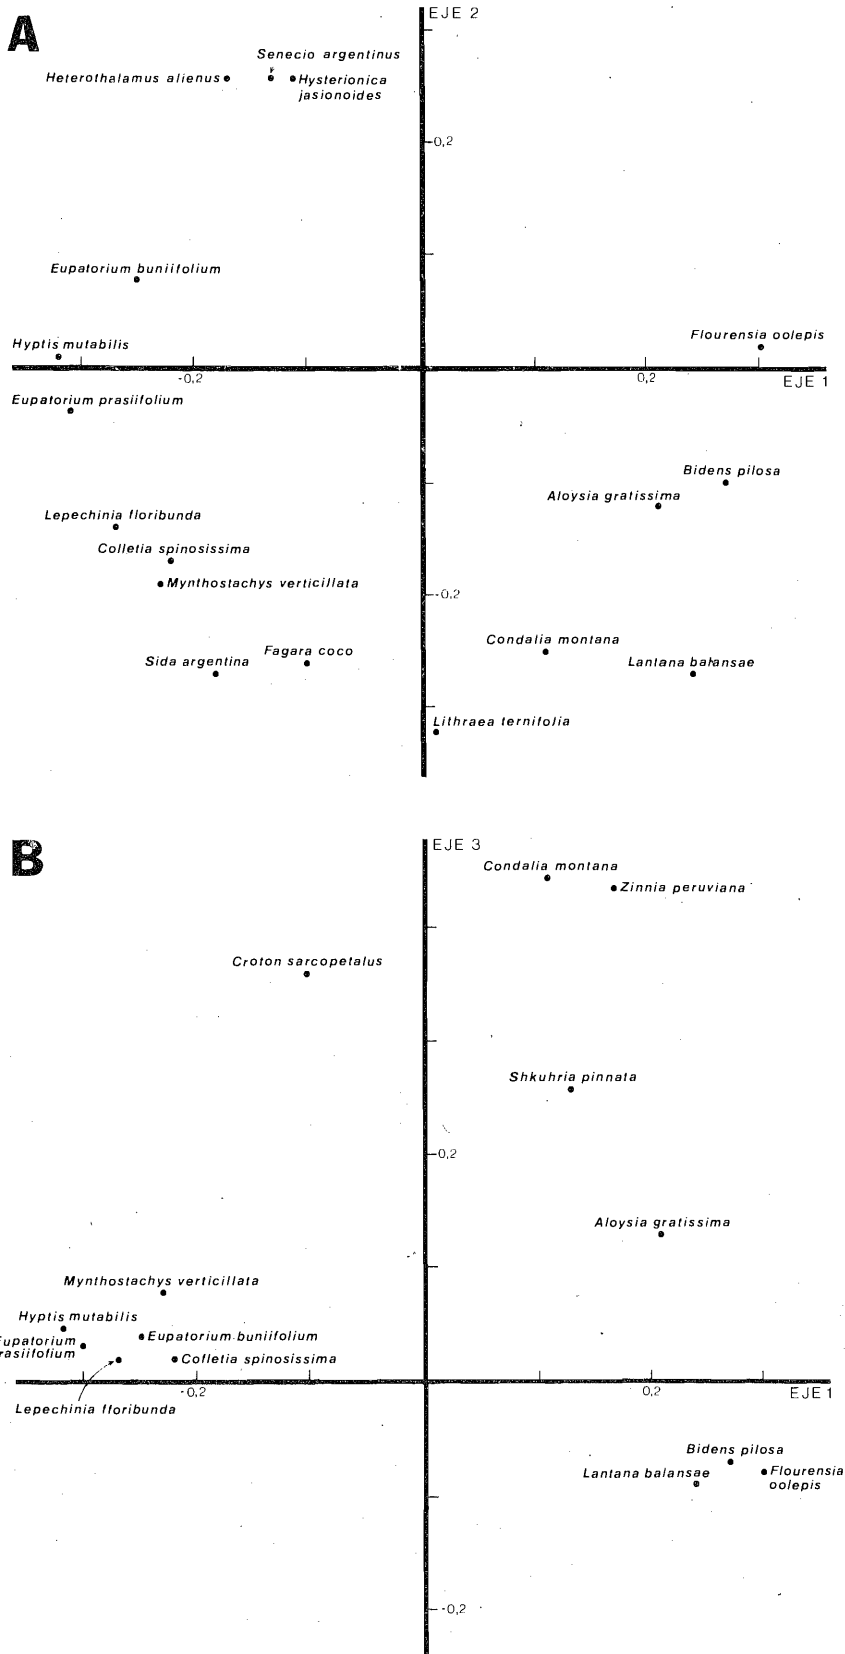 A
EJE 2
Senecio argentinus
Heterothalamus alienus
Hysterionica
jasionoides
0,2
Eupatorium buniifolium
Hyptis mutabilis
Flourensia oolepis
-0,2
0,2
EJE 1
Eupatorium prasiifolium
Bidens pilosa
Aloysia gratissima
Lepechinia floribunda
Colletia spinosissima
Mynthostachys verticillata
-0,2
Condalia montana
Fagara coco
Sida argentina
Lantana balansae
Lithraea ternifolia
B
EJE 3
Condalia montana
Zinnia peruviana
Croton sarcopetalus
Shkuhria pinnata
0,2
Aloysia gratissima
Mynthostachys verticillata
Hyptis mutabilis
Eupatorium buniifolium
upatorium
rasiifolium
Colletia spinosissima
-0,2
0,2
EJE 1
Lepechinia floribunda
Bidens pilosa
Lantana balansae
Flourensia
oolepis
-0,2